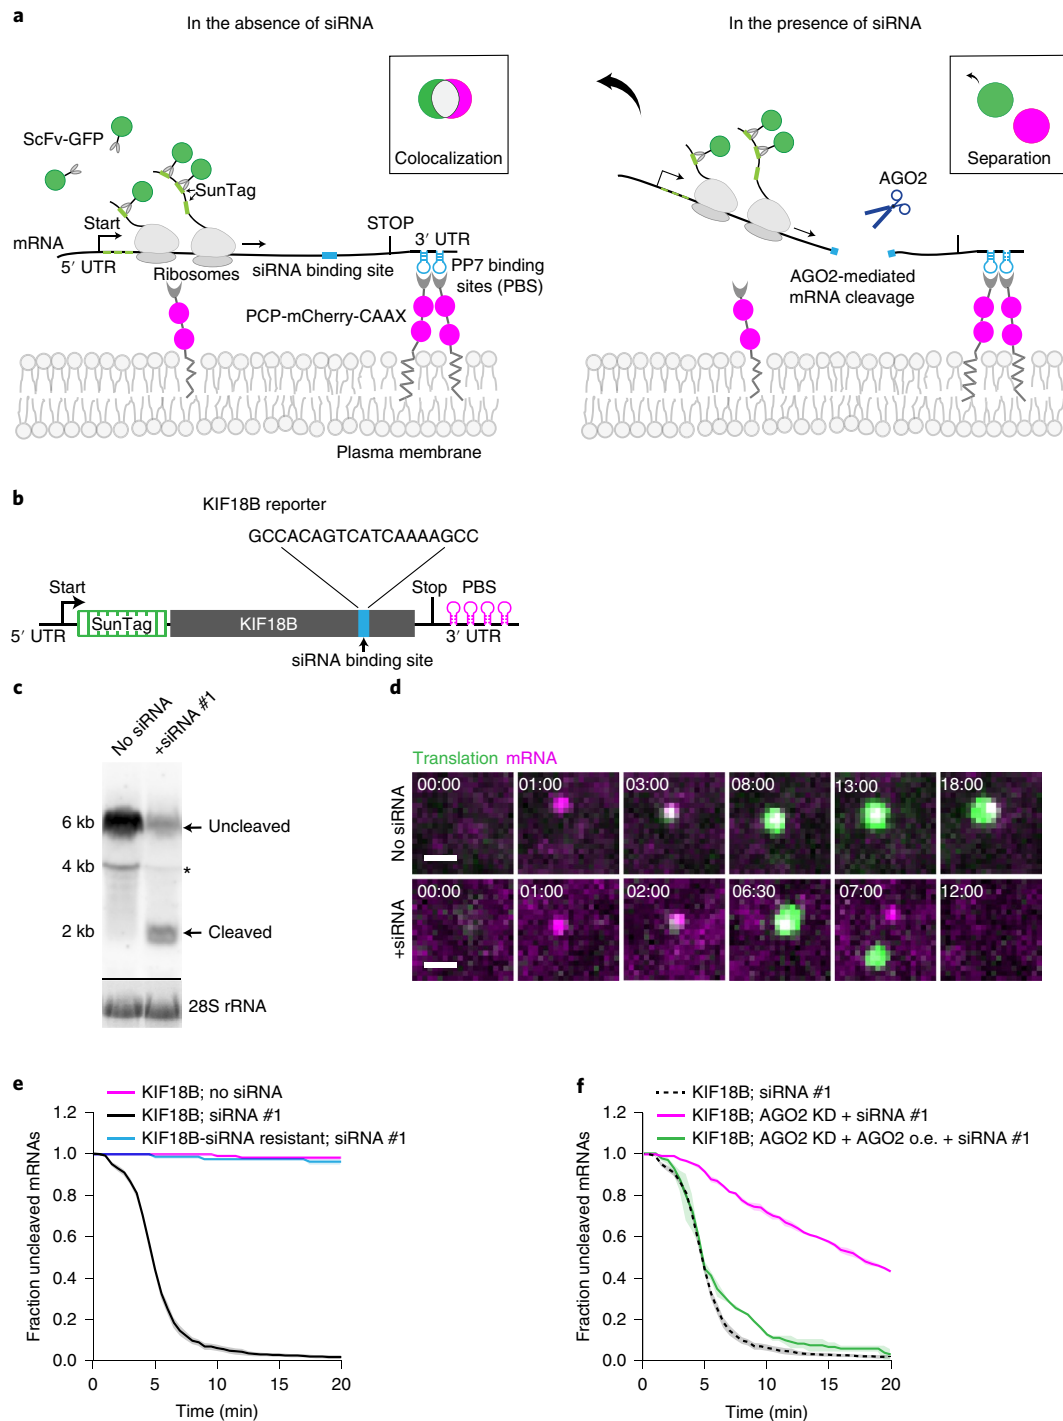 a
In the absence of siRNA
In the presence of siRNA
ScFv-GFP
SunTag
Colocalization
Start
mRNA
5′ UTR
Ribosomes
siRNA binding site
STOP
3′ UTR
PP7 binding
sites (PBS)
PCP-mCherry-CAAX
Plasma membrane
Separation
AGO2
AGO2-mediated
mRNA cleavage
b
KIF18B reporter
GCCACAGTCATCAAAAGCC
Start
Stop
PBS
SunTag
KIF18B
5′ UTR
3′ UTR
siRNA binding site
c
No siRNA
+siRNA #1
6 kb
Uncleaved
4 kb
*
2 kb
Cleaved
28S rRNA
d
Translation mRNA
No siRNA
00:00 01:00 03:00 08:00 13:00 18:00
+siRNA
00:00 01:00 02:00 06:30 07:00 12:00
e
KIF18B; no siRNA
KIF18B; siRNA #1
KIF18B-siRNA resistant; siRNA #1
Fraction uncleaved mRNAs
1.2
1.0
0.8
0.6
0.4
0.2
0.0
0 5 10 15 20
Time (min)
f
KIF18B; siRNA #1
KIF18B; AGO2 KD + siRNA #1
KIF18B; AGO2 KD + AGO2 o.e. + siRNA #1
Fraction uncleaved mRNAs
1.2
1.0
0.8
0.6
0.4
0.2
0.0
0 5 10 15 20
Time (min)